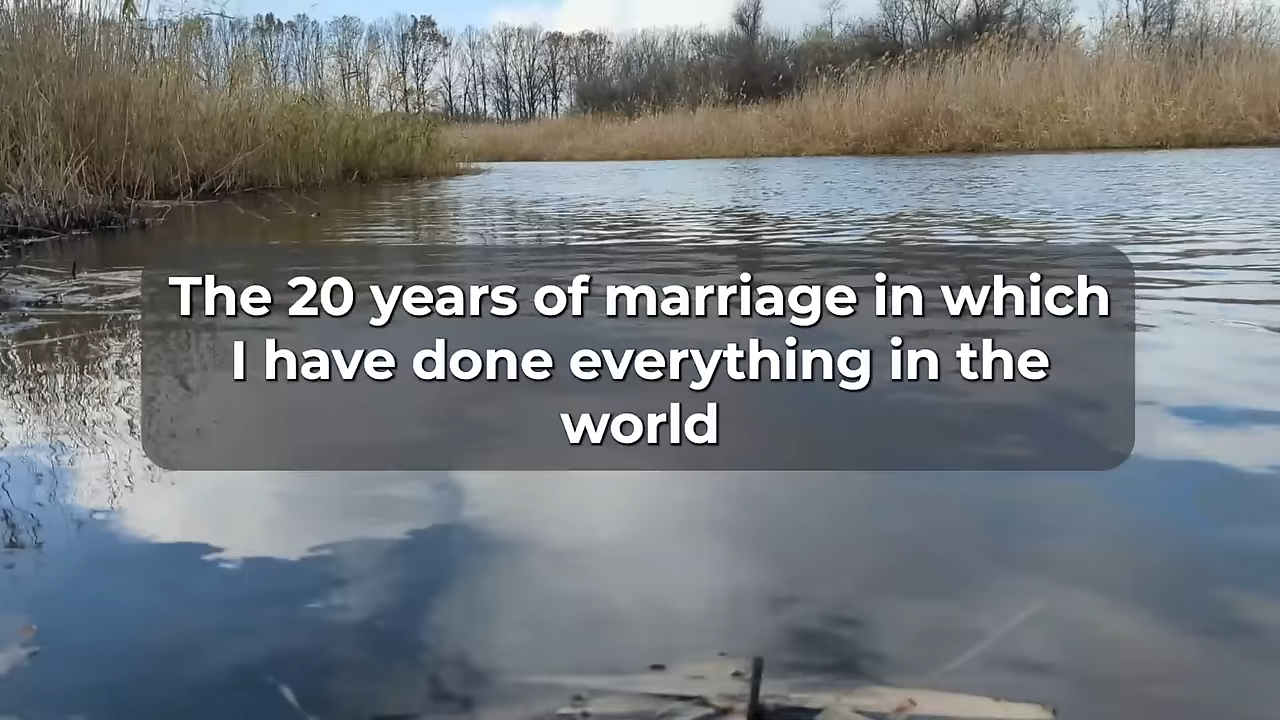 The 20 years of marriage in which
I have done everything in the
world